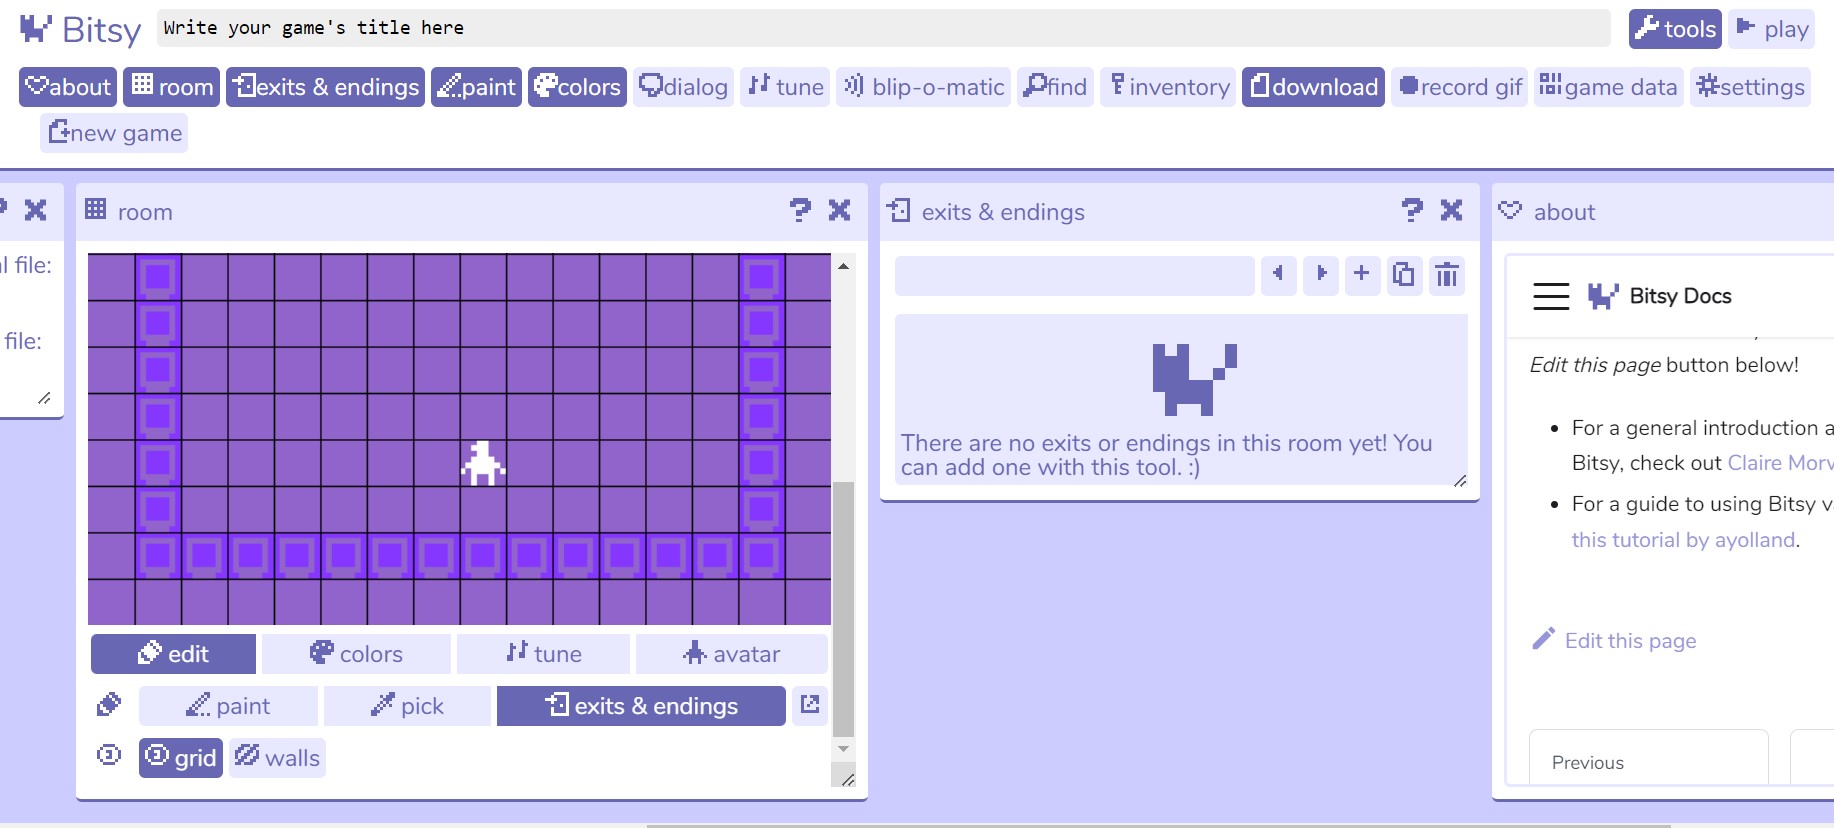 Bitsy
Write your game's title here
tools
play
about
room
exits & endings
paint
colors
dialog
tune
blip-o-matic
find
inventory
download
record gif
game data
settings
new game
file:
file:
room
edit
colors
tune
avatar
paint
pick
exits & endings
grid
walls
exits & endings
There are no exits or endings in this room yet! You
can add one with this tool. :)
about
Bitsy Docs
Edit this page button below!
For a general introduction a
Bitsy, check out Claire Morw
For a guide to using Bitsy v
this tutorial by ayolland.
Edit this page
Previous